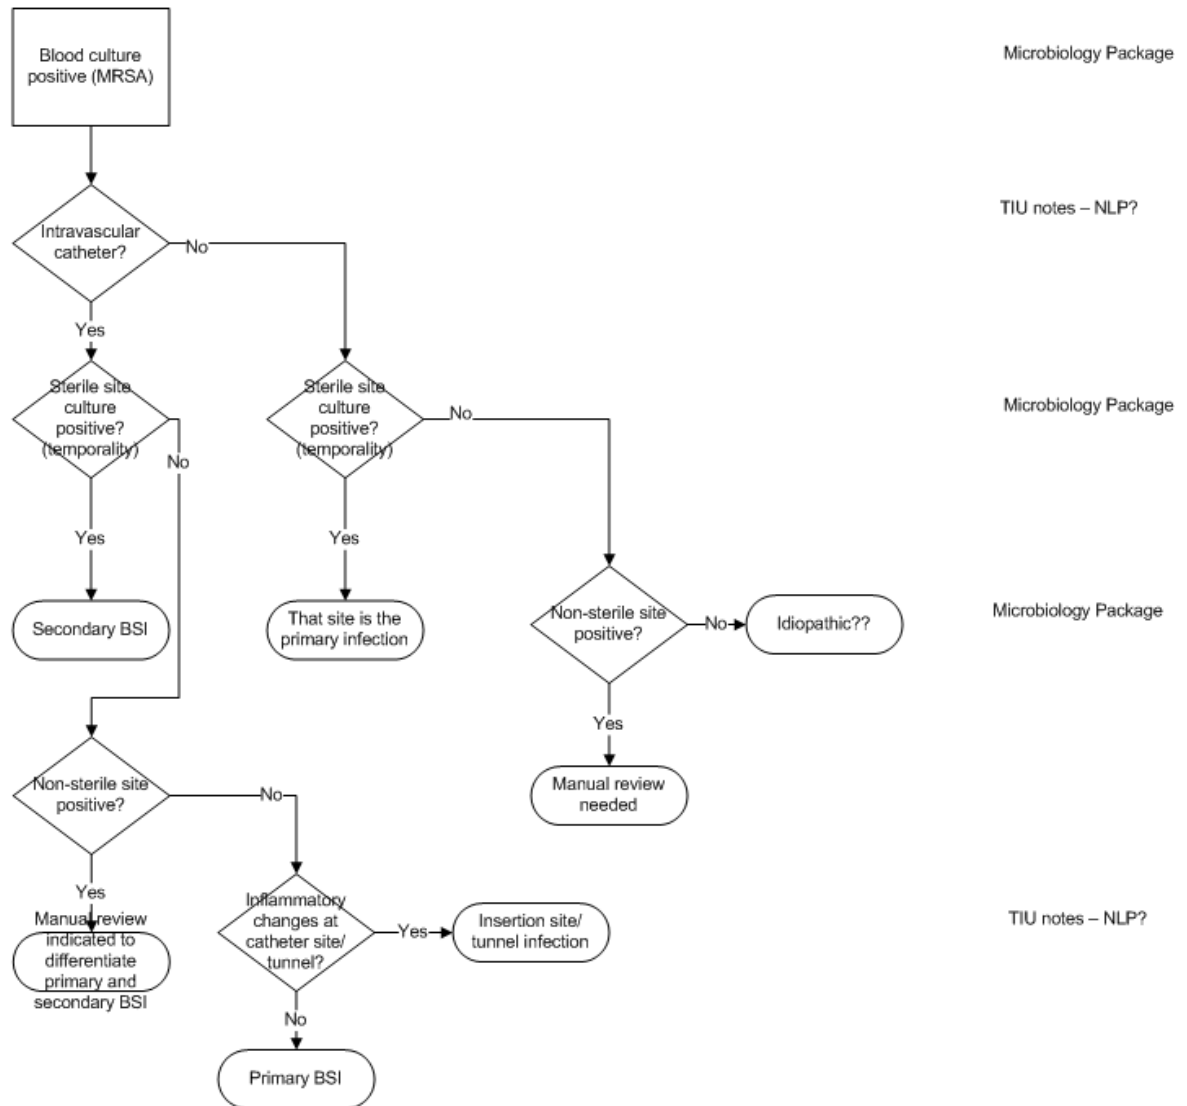 Blood culture
positive (MRSA)
Microbiology Package
Intravascular
catheter?
No
TIU notes – NLP?
Yes
Sterile site
culture
positive?
(temporality)
No
Sterile site
culture
positive?
(temporality)
No
Microbiology Package
Yes
Yes
Secondary BSI
That site is the
primary infection
Non-sterile site
positive?
No
Idiopathic??
Microbiology Package
Yes
Manual review
needed
Non-sterile site
positive?
No
Yes
Manual review
indicated to
differentiate
primary and
secondary BSI
Inflammatory
changes at
catheter site/
tunnel?
Yes
Insertion site/
tunnel infection
TIU notes – NLP?
No
Primary BSI